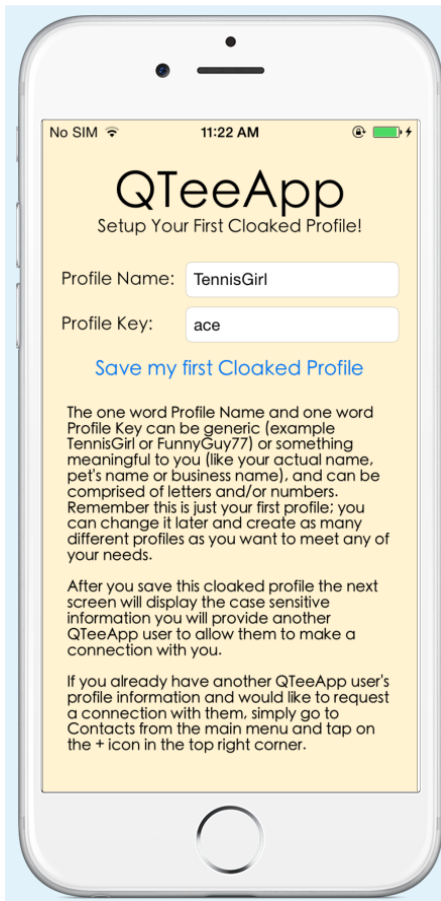 No SIM 11:22 AM
QTeeApp
Setup Your First Cloaked Profile!
Profile Name: TennisGirl
Profile Key: ace
Save my first Cloaked Profile
The one word Profile Name and one word
Profile Key can be generic (example
TennisGirl or FunnyGuy77) or something
meaningful to you (like your actual name,
pet's name or business name), and can be
comprised of letters and/or numbers.
Remember this is just your first profile; you
can change it later and create as many
different profiles as you want to meet any of
your needs.
After you save this cloaked profile the next
screen will display the case sensitive
information you will provide another
QTeeApp user to allow them to make a
connection with you.
If you already have another QTeeApp user's
profile information and would like to request
a connection with them, simply go to
Contacts from the main menu and tap on
the + icon in the top right corner.